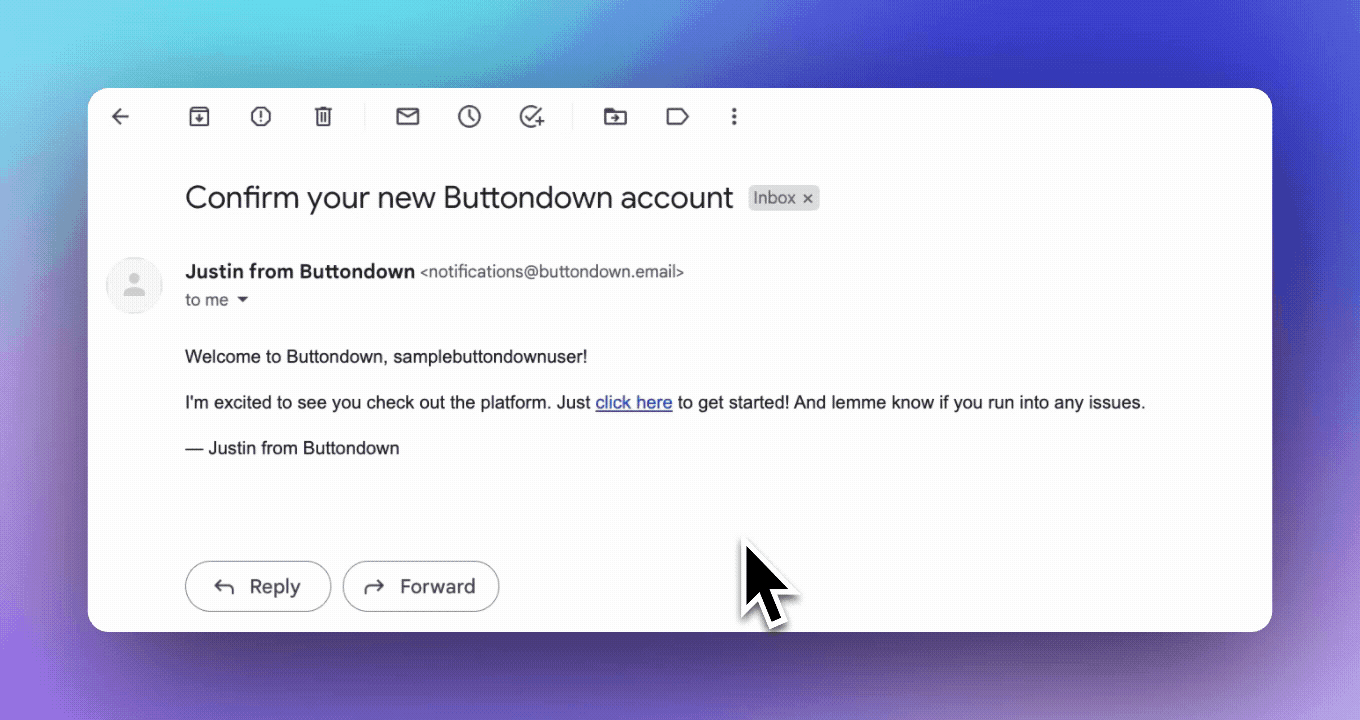 Confirm your new Buttondown account Inbox ×
Justin from Buttondown <notifications@buttondown.email>
to me
Welcome to Buttondown, samplebuttondownuser!
I'm excited to see you check out the platform. Just click here to get started! And lemme know if you run into any issues.
— Justin from Buttondown
Reply Forward